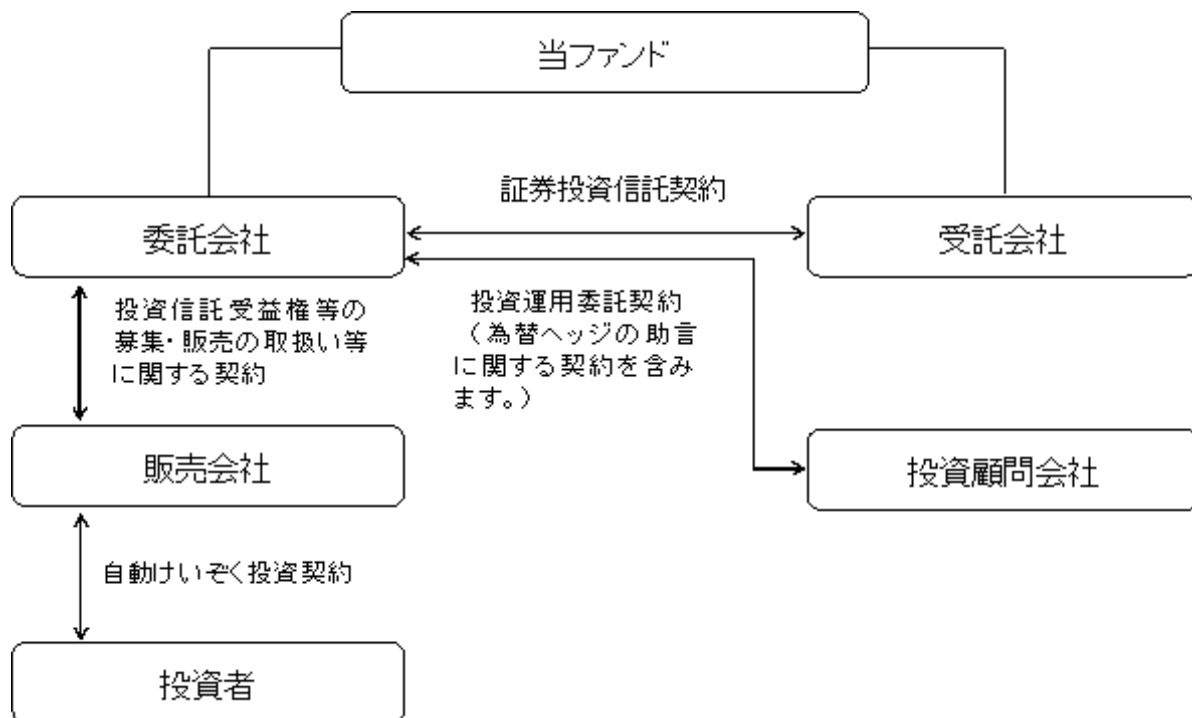 当ファンド
証券投資信託契約
委託会社
受託会社
投資信託受益権等の
募集・販売の取扱い等
に関する契約
投資運用委託契約
（為替ヘッジの助言
に関する契約を含み
ます。）
販売会社
投資顧問会社
自動けいぞく投資契約
投資者